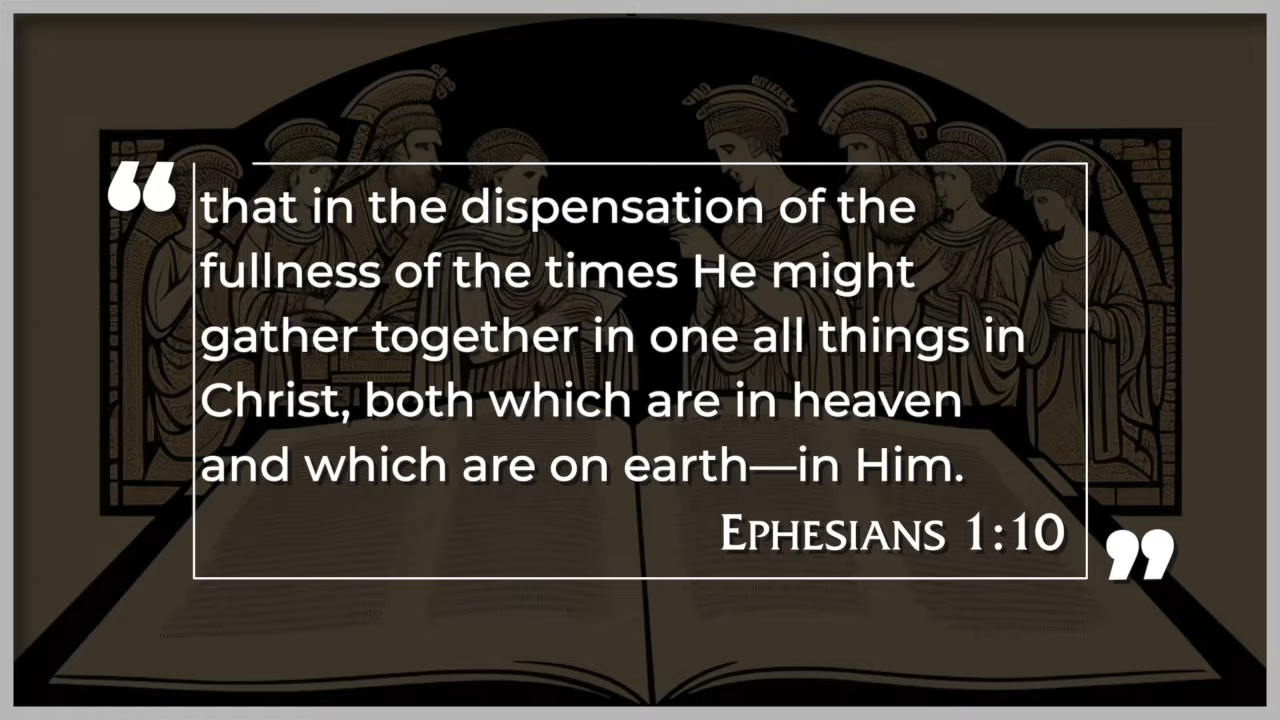 “ that in the dispensation of the
fullness of the times He might
gather together in one all things in
Christ, both which are in heaven
and which are on earth—in Him.
EPHESIANS 1:10 ”